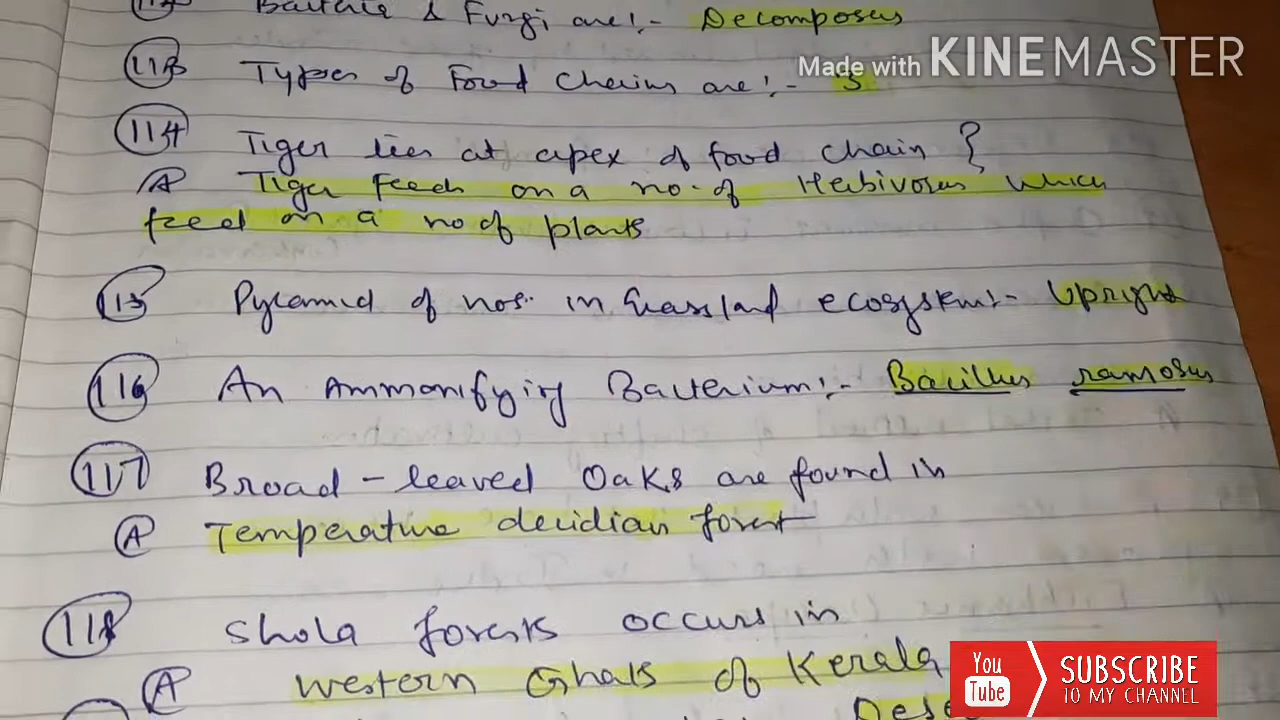 Fungi are:- Decomposers
Made with KINEMASTER
113 Types of Food Chains are:- 3
114 Tiger lies at apex of food chain }
A Tiger feeds on a no. of Herbivorus which
feed on a no of plants
115 Pyramid of nos. in Grassland ecosystem:- Upright
116 An Ammonifying Bacterium:- Bacillus ramosus
117 Broad-leaved Oaks are found in
A Temperature decidian forest
118 Shola forests occurs in
A Western Ghats of Kerala
You Tube SUBSCRIBE
TO MY CHANNEL